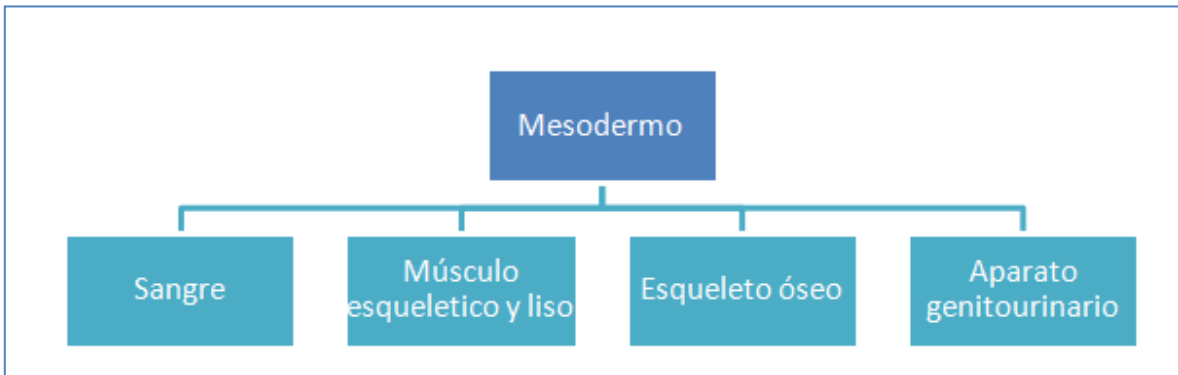 Mesodermo
Sangre
Músculo
esqueletico y liso
Esqueleto óseo
Aparato
genitourinario